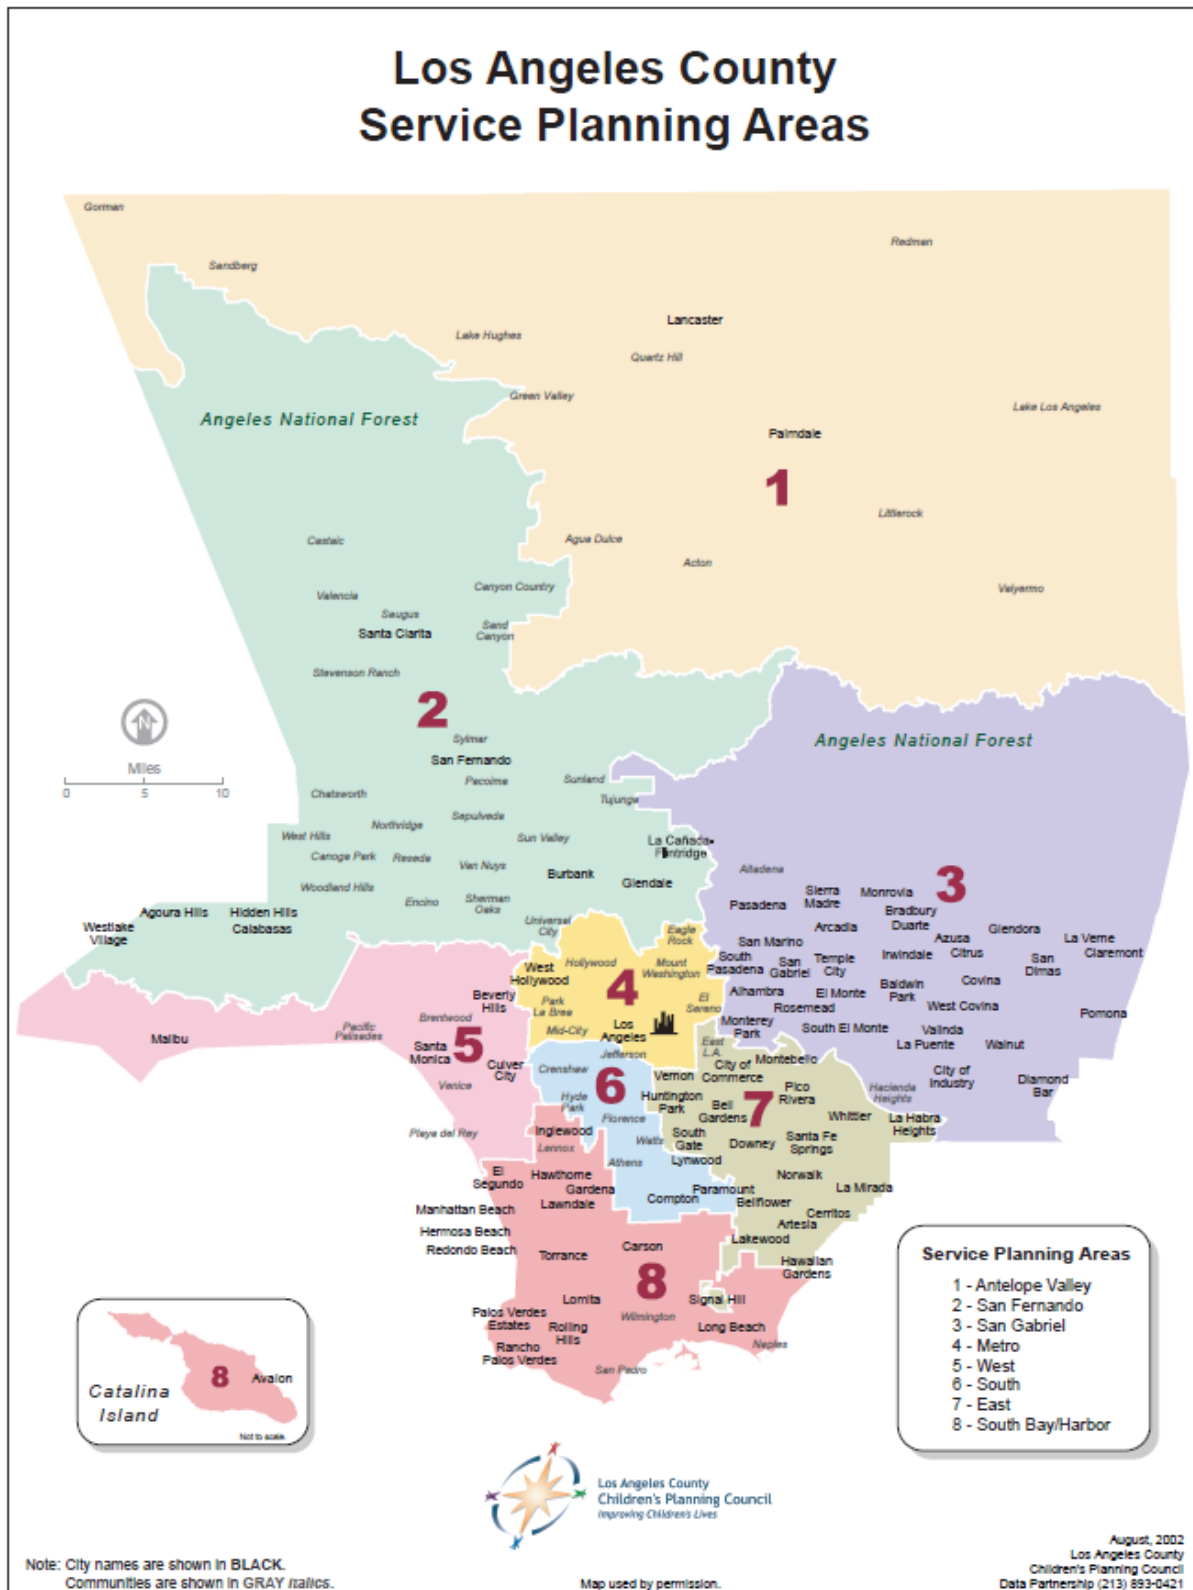 Los Angeles County
Service Planning Areas
Gorman
Redman
Sandberg
Lancaster
Lake Hughes
Quartz Hill
Green Valley
Lake Los Angeles
Angeles National Forest
Palmdale
1
Littlerock
Castaic
Agua Dulce
Acton
Canyon Country
Valyermo
Valencia
Saugus
Santa Clarita
Sand
Canyon
Stevenson Ranch
2
N
Miles
0 5 10
Sylmar
San Fernando
Angeles National Forest
Pacoima
Sunland
Chatsworth
Tujunga
Sepulveda
Northridge
West Hills
Sun Valley
La Cañada
Flintridge
Canoga Park
Reseda
Van Nuys
Burbank
Glendale
Altadena
Woodland Hills
Encino
Sherman
Oaks
3
Sierra
Madre
Monrovia
Pasadena
Bradbury
Duarte
Agoura Hills
Hidden Hills
Calabasas
Westlake
Village
Universal
City
Eagle
Rock
Arcadia
Glendora
Azusa
Citrus
La Verne
Claremont
San Marino
South
Pasadena
San
Gabriel
Temple
City
Irwindale
San
Dimas
West
Hollywood
Hollywood
Mount
Washington
4
Beverly
Hills
Park
La Brea
El
Sereno
Alhambra
El Monte
Baldwin
Park
Covina
Rosemead
West Covina
Pomona
Brentwood
Pacific
Palisades
Malibu
5
Mid-City
Los
Angeles
Monterey
Park
South El Monte
Valinda
La Puente
Walnut
Santa
Monica
Culver
City
Jefferson
East
L.A.
City of
Commerce
Montebello
Crenshaw
6
Vernon
Venice
Hyde
Park
Huntington
Park
Bell
Gardens
7
Pico
Rivera
Hacienda
Heights
City of
Industry
Diamond
Bar
Florence
Whittier
La Habra
Heights
Playa del Rey
Inglewood
Lennox
Watts
South
Gate
Downey
Santa Fe
Springs
Athens
Lynwood
El
Segundo
Hawthorne
Gardena
Lawndale
Norwalk
La Mirada
Compton
Paramount
Bellflower
Manhattan Beach
Cerritos
Artesia
Hermosa Beach
Redondo Beach
Lakewood
Torrance
Carson
Hawaiian
Gardens
8
Lomita
Signal Hill
Palos Verdes
Estates
Rolling
Hills
Wilmington
Long Beach
Rancho
Palos Verdes
Naples
San Pedro
Catalina
Island
8
Avalon
Not to scale.
Service Planning Areas
1 - Antelope Valley
2 - San Fernando
3 - San Gabriel
4 - Metro
5 - West
6 - South
7 - East
8 - South Bay/Harbor
Los Angeles County
Children's Planning Council
Improving Children's Lives
Note: City names are shown in BLACK.
Communities are shown in GRAY italics.
Map used by permission.
August, 2002
Los Angeles County
Children's Planning Council
Data Partnership (213) 893-0421